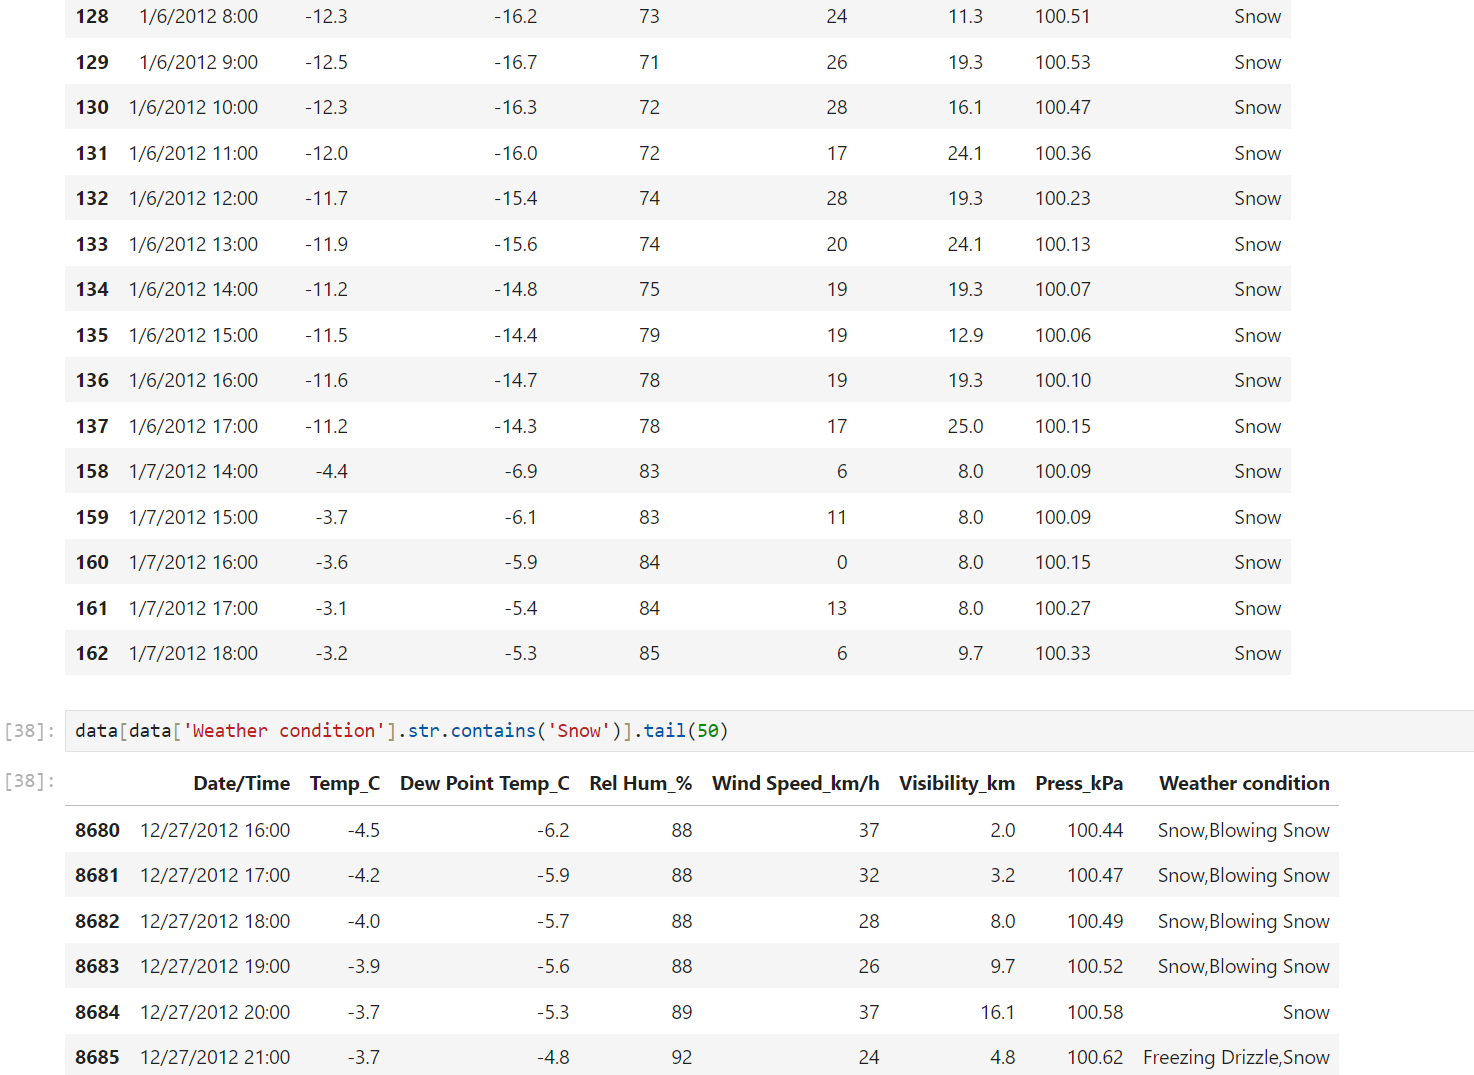 128 1/6/2012 8:00 -12.3 -16.2 73 24 11.3 100.51 Snow
129 1/6/2012 9:00 -12.5 -16.7 71 26 19.3 100.53 Snow
130 1/6/2012 10:00 -12.3 -16.3 72 28 16.1 100.47 Snow
131 1/6/2012 11:00 -12.0 -16.0 72 17 24.1 100.36 Snow
132 1/6/2012 12:00 -11.7 -15.4 74 28 19.3 100.23 Snow
133 1/6/2012 13:00 -11.9 -15.6 74 20 24.1 100.13 Snow
134 1/6/2012 14:00 -11.2 -14.8 75 19 19.3 100.07 Snow
135 1/6/2012 15:00 -11.5 -14.4 79 19 12.9 100.06 Snow
136 1/6/2012 16:00 -11.6 -14.7 78 19 19.3 100.10 Snow
137 1/6/2012 17:00 -11.2 -14.3 78 17 25.0 100.15 Snow
158 1/7/2012 14:00 -4.4 -6.9 83 6 8.0 100.09 Snow
159 1/7/2012 15:00 -3.7 -6.1 83 11 8.0 100.09 Snow
160 1/7/2012 16:00 -3.6 -5.9 84 0 8.0 100.15 Snow
161 1/7/2012 17:00 -3.1 -5.4 84 13 8.0 100.27 Snow
162 1/7/2012 18:00 -3.2 -5.3 85 6 9.7 100.33 Snow
[38]: data[data['Weather condition'].str.contains('Snow')].tail(50)
[38]: Date/Time Temp_C Dew Point Temp_C Rel Hum_% Wind Speed_km/h Visibility_km Press_kPa Weather condition
8680 12/27/2012 16:00 -4.5 -6.2 88 37 2.0 100.44 Snow,Blowing Snow
8681 12/27/2012 17:00 -4.2 -5.9 88 32 3.2 100.47 Snow,Blowing Snow
8682 12/27/2012 18:00 -4.0 -5.7 88 28 8.0 100.49 Snow,Blowing Snow
8683 12/27/2012 19:00 -3.9 -5.6 88 26 9.7 100.52 Snow,Blowing Snow
8684 12/27/2012 20:00 -3.7 -5.3 89 37 16.1 100.58 Snow
8685 12/27/2012 21:00 -3.7 -4.8 92 24 4.8 100.62 Freezing Drizzle,Snow